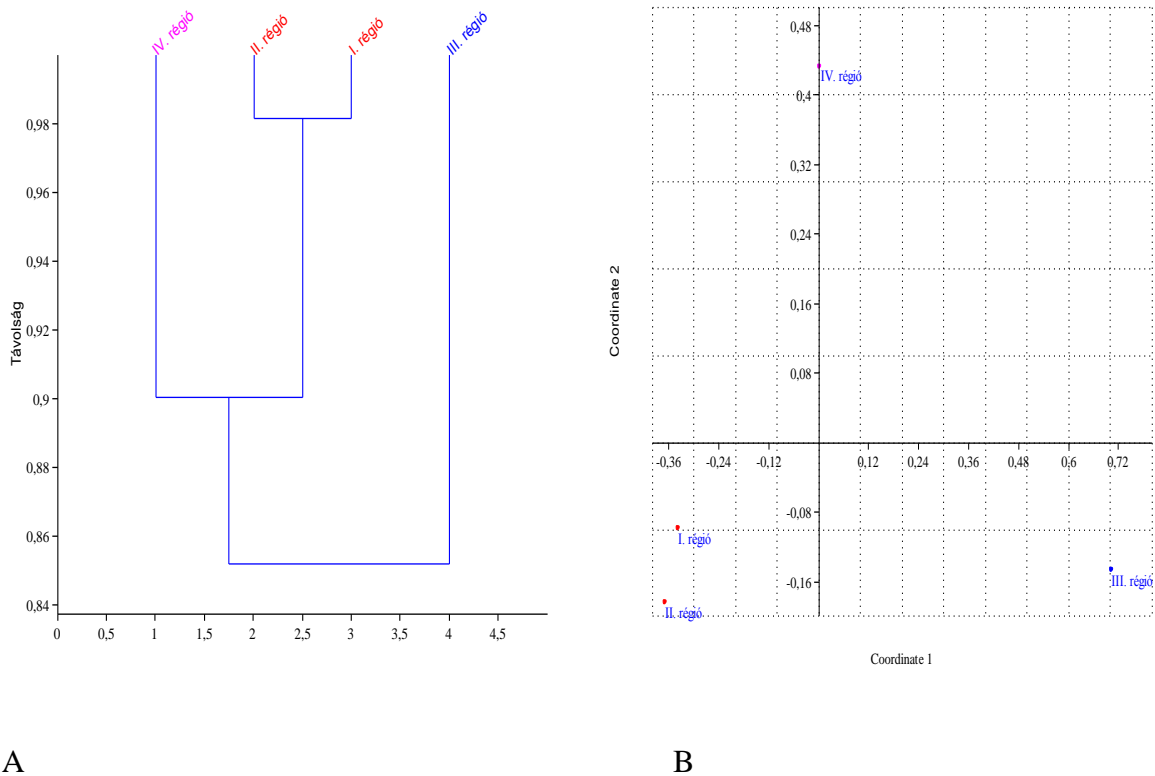 IV. régió
II. régió
I. régió
III. régió
Távolság
0,98
0,96
0,94
0,92
0,9
0,88
0,86
0,84
0 0,5 1 1,5 2 2,5 3 3,5 4 4,5
A
Coordinate 2
0,48
IV. régió
0,4
0,32
0,24
0,16
0,08
-0,36 -0,24 -0,12 0,12 0,24 0,36 0,48 0,6 0,72
-0,08
I. régió
III. régió
-0,16
II. régió
Coordinate 1
B